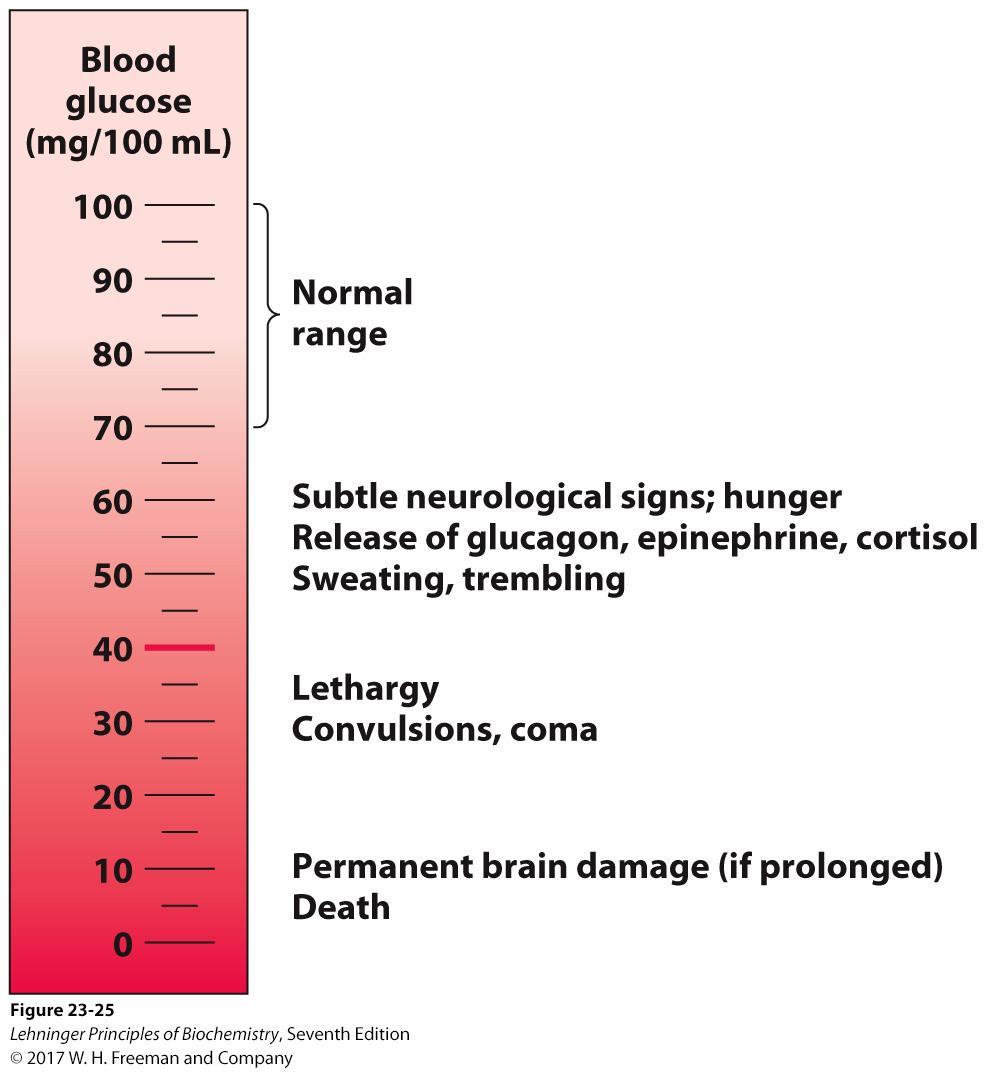 Blood
glucose
(mg/100 mL)
100
90
Normal
range
80
70
60
Subtle neurological signs; hunger
Release of glucagon, epinephrine, cortisol
50
Sweating, trembling
40
Lethargy
30
Convulsions, coma
20
10
Permanent brain damage (if prolonged)
Death
0
Figure 23-25
Lehninger Principles of Biochemistry, Seventh Edition
© 2017 W. H. Freeman and Company